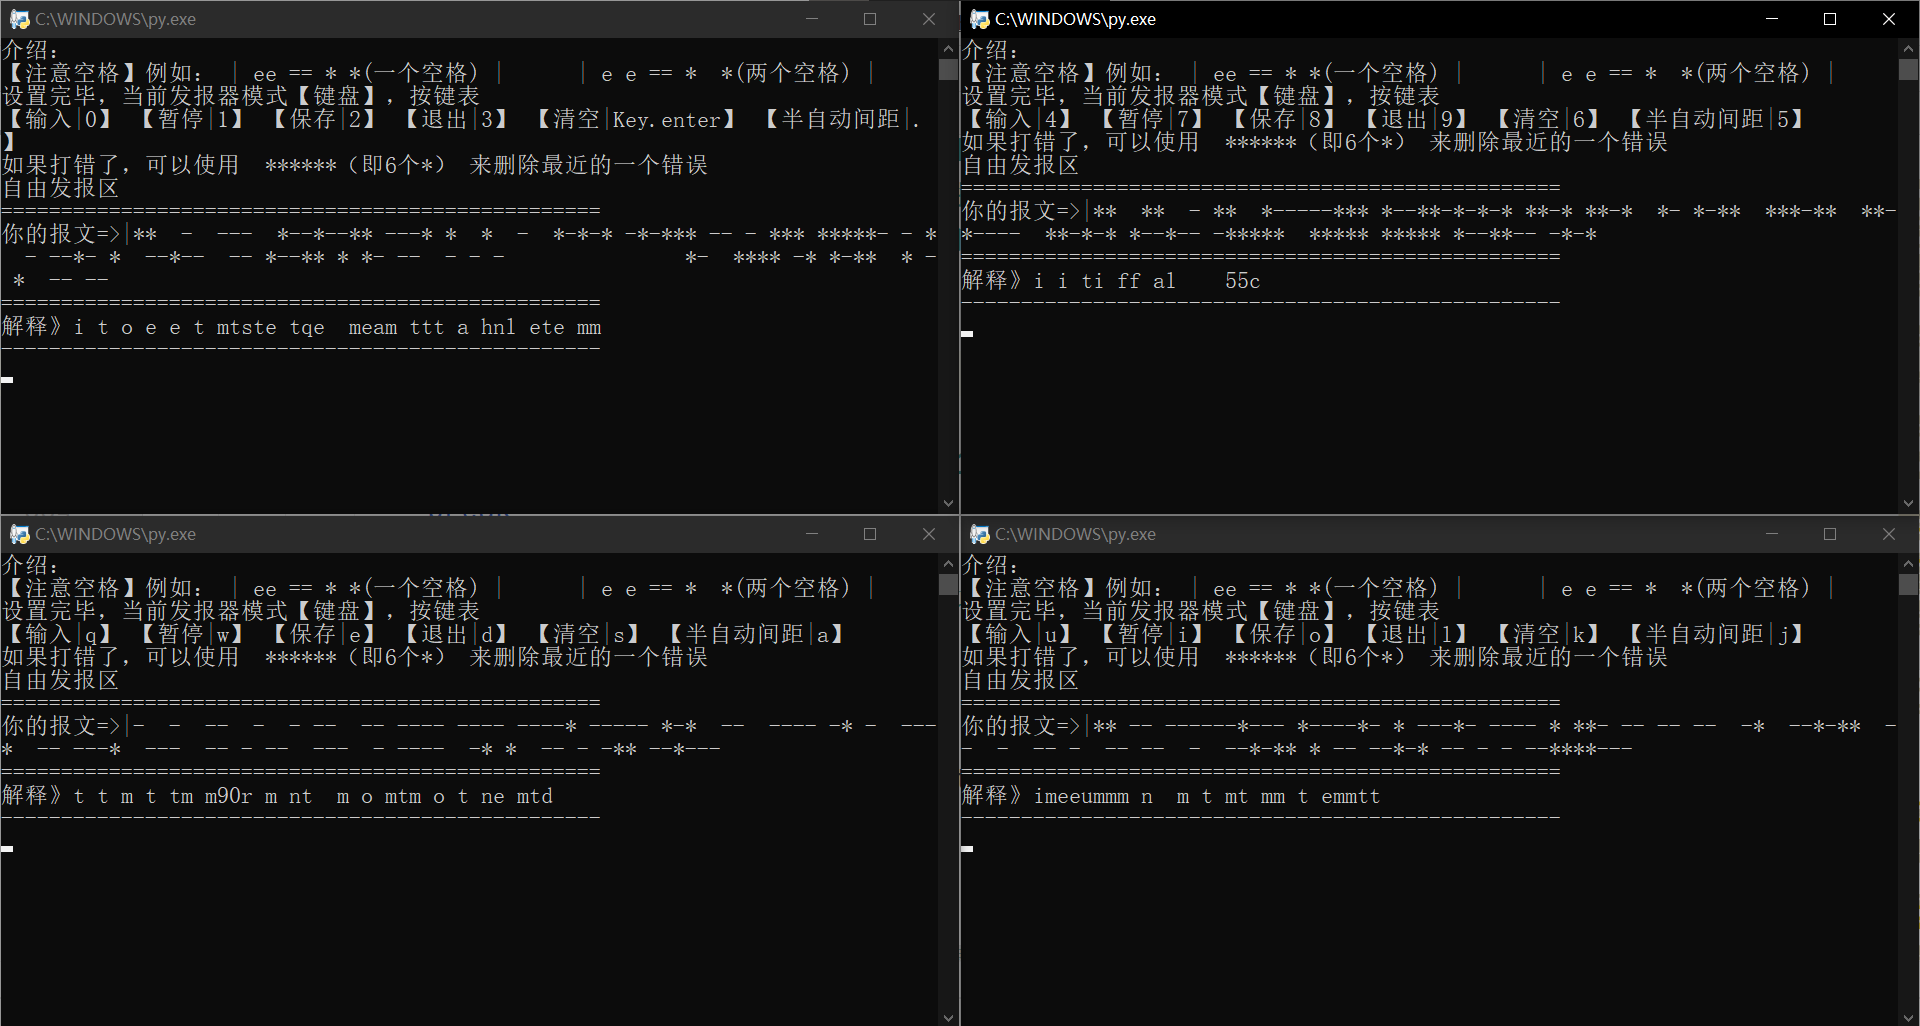 C:\WINDOWS\py.exe
介绍：
【注意空格】例如： | ee == * *(一个空格) |      | e e == *  *(两个空格) |
设置完毕，当前发报器模式【键盘】，按键表
【输入|0】 【暂停|1】 【保存|2】 【退出|3】 【清空|Key.enter】 【半自动间距|.
】
如果打错了，可以使用  ******（即6个*） 来删除最近的一个错误
自由发报区
==================================================
你的报文=>|**  -  ---  *--*--** ---* *  *  -  *-*-* -*-*** -- - *** *****- - *
  - --*- *  --*--  -- *--** * *- --  - - -               *-  **** -* *-**  * -
 *  -- --
==================================================
解释》i t o e e t mtste tqe  meam ttt a hnl ete mm
--------------------------------------------------
C:\WINDOWS\py.exe
介绍：
【注意空格】例如： | ee == * *(一个空格) |      | e e == *  *(两个空格) |
设置完毕，当前发报器模式【键盘】，按键表
【输入|4】 【暂停|7】 【保存|8】 【退出|9】 【清空|6】 【半自动间距|5】
如果打错了，可以使用  ******（即6个*） 来删除最近的一个错误
自由发报区
==================================================
你的报文=>|**  **  - **  *-----*** *--**-*-*-* **-* **-*  *- *-**  ***-**  **-
*----  **-*-* *--*-- -*****  ***** ***** *--**-- -*-*
==================================================
解释》i i ti ff al    55c
--------------------------------------------------
C:\WINDOWS\py.exe
介绍：
【注意空格】例如： | ee == * *(一个空格) |      | e e == *  *(两个空格) |
设置完毕，当前发报器模式【键盘】，按键表
【输入|q】 【暂停|w】 【保存|e】 【退出|d】 【清空|s】 【半自动间距|a】
如果打错了，可以使用  ******（即6个*） 来删除最近的一个错误
自由发报区
==================================================
你的报文=>|-  -  --  -  - --  -- ------ ---- -----* ----- *-*  --  ---- -* -  ---
*  -- ---*  ---  -- - --  ---  - ----  -* *  -- - -** --*---
==================================================
解释》t t m t tm m90r m nt  m o mtm o t ne mtd
--------------------------------------------------
C:\WINDOWS\py.exe
介绍：
【注意空格】例如： | ee == * *(一个空格) |      | e e == *  *(两个空格) |
设置完毕，当前发报器模式【键盘】，按键表
【输入|u】 【暂停|i】 【保存|o】 【退出|l】 【清空|k】 【半自动间距|j】
如果打错了，可以使用  ******（即6个*） 来删除最近的一个错误
自由发报区
==================================================
你的报文=>|** -- ------*--- *----*- * ---*- ---- * **- -- -- --  -*  --*-**  -
-  -  -- -  -- --  -  --*-** * -- --*-* -- - - --****---
==================================================
解释》imeeummm n  m t mt mm t emmtt
--------------------------------------------------